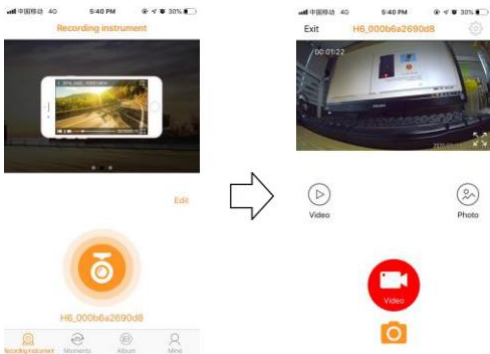 中国移动 4G 5:40 PM 30%
Recording instrument
Edit
H6_000b6a2690d8
Recording instrument Moments Album Mine
中国移动 4G 5:40 PM 30%
Exit H6_000b6a2690d8
00:01:22
Video Photo
Video